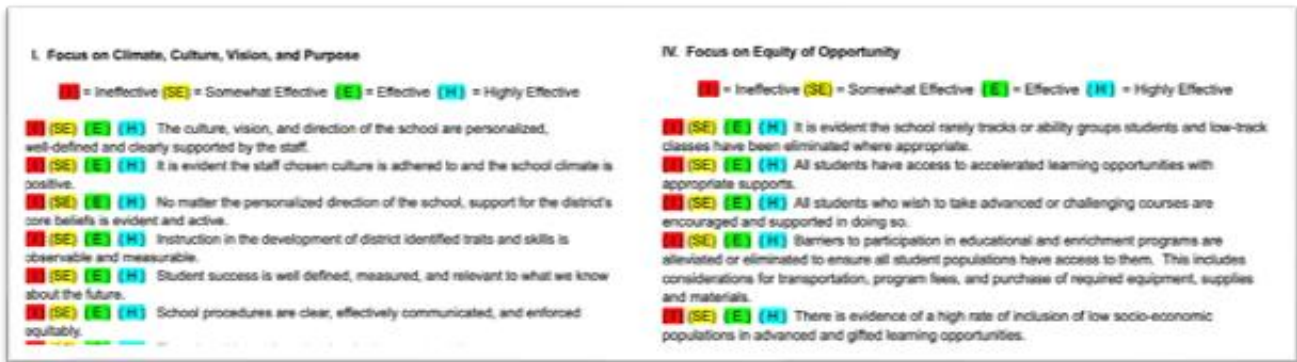 I. Focus on Climate, Culture, Vision, and Purpose
(I) = Ineffective (SE) = Somewhat Effective (E) = Effective (H) = Highly Effective
(I) (SE) (E) (H) The culture, vision, and direction of the school are personalized,
well-defined and clearly supported by the staff.
(I) (SE) (E) (H) It is evident the staff chosen culture is adhered to and the school climate is
positive.
(I) (SE) (E) (H) No matter the personalized direction of the school, support for the district's
core beliefs is evident and active.
(I) (SE) (E) (H) Instruction in the development of district identified traits and skills is
observable and measurable.
(I) (SE) (E) (H) Student success is well defined, measured, and relevant to what we know
about the future.
(I) (SE) (E) (H) School procedures are clear, effectively communicated, and enforced
equitably.
IV. Focus on Equity of Opportunity
(I) = Ineffective (SE) = Somewhat Effective (E) = Effective (H) = Highly Effective
(I) (SE) (E) (H) It is evident the school rarely tracks or ability groups students and low-track
classes have been eliminated where appropriate.
(I) (SE) (E) (H) All students have access to accelerated learning opportunities with
appropriate supports.
(I) (SE) (E) (H) All students who wish to take advanced or challenging courses are
encouraged and supported in doing so.
(I) (SE) (E) (H) Barriers to participation in educational and enrichment programs are
alleviated or eliminated to ensure all student populations have access to them. This includes
considerations for transportation, program fees, and purchase of required equipment, supplies
and materials.
(I) (SE) (E) (H) There is evidence of a high rate of inclusion of low socio-economic
populations in advanced and gifted learning opportunities.